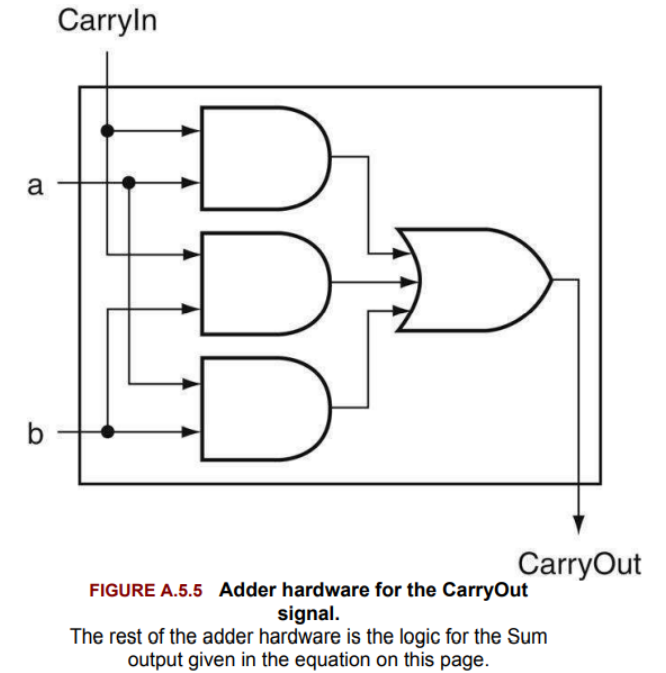 CarryIn
a
b
CarryOut
FIGURE A.5.5 Adder hardware for the CarryOut
signal.
The rest of the adder hardware is the logic for the Sum
output given in the equation on this page.